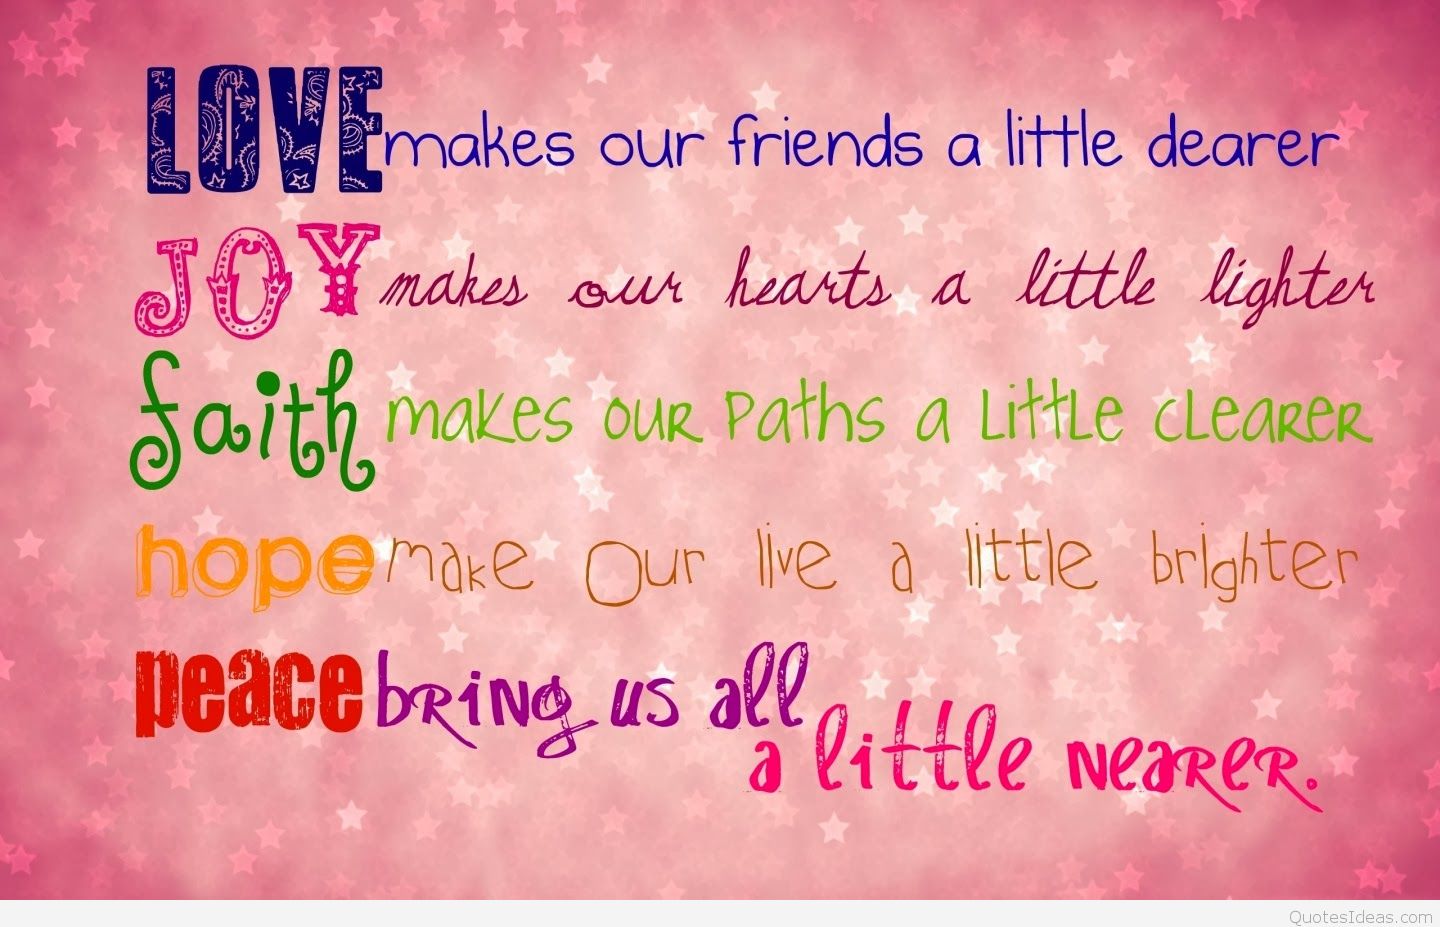 LOVE makes our friends a little dearer
JOY makes our hearts a little lighter
faith makes our paths a little clearer
hope make our live a little brighter
peace bring us all
a little nearer.
QuotesIdeas.com